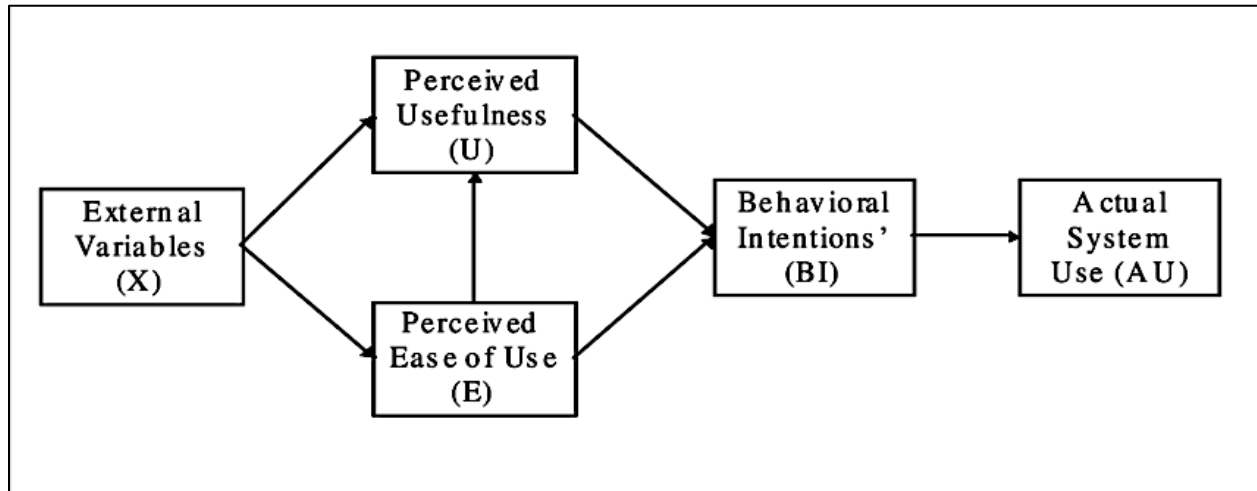 Perceived
Usefulness
(U)
External
Variables
(X)
Perceived
Ease of Use
(E)
Behavioral
Intentions’
(BI)
Actual
System
Use (AU)